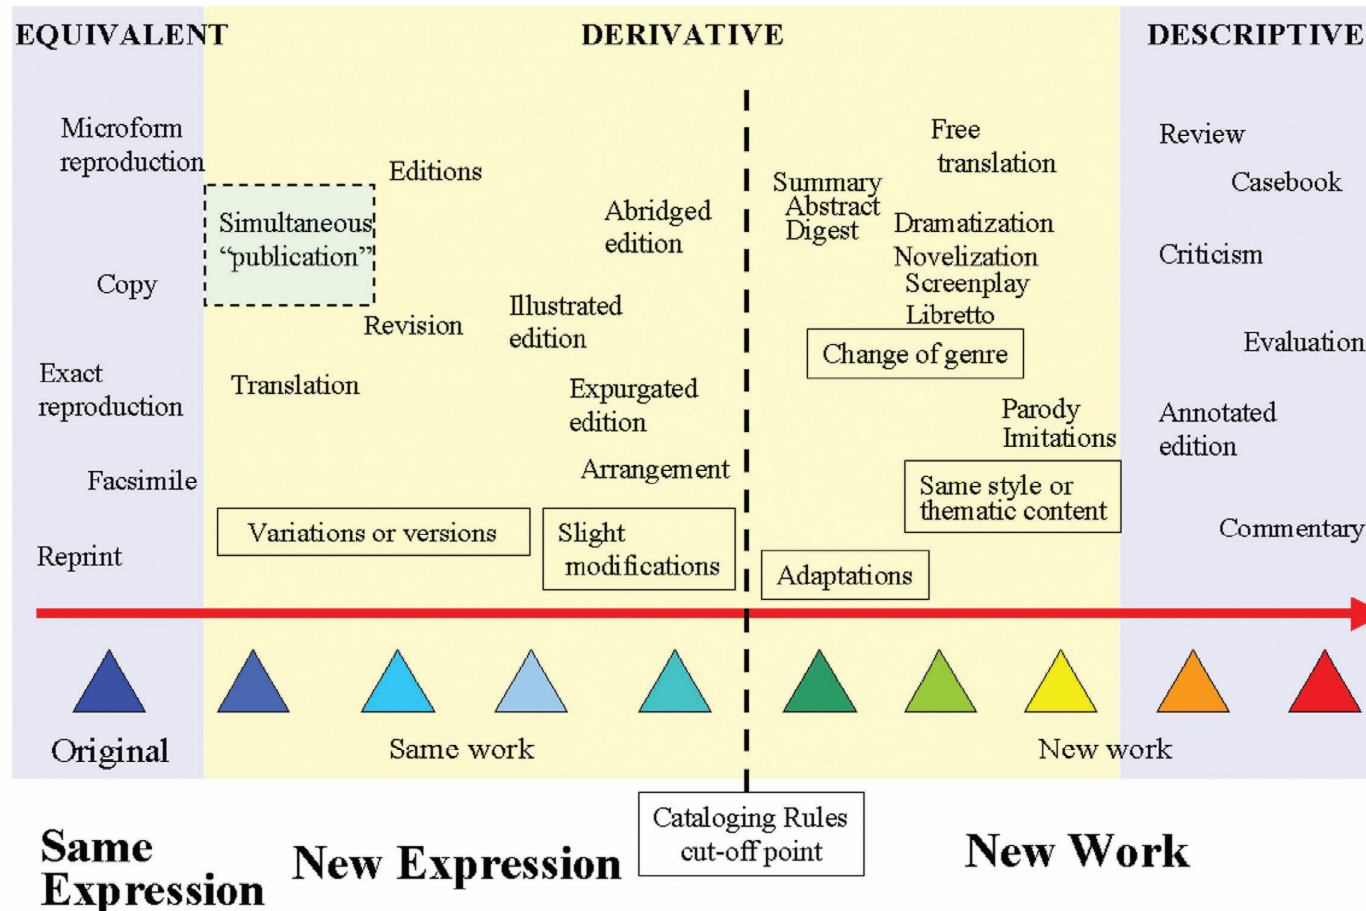 EQUIVALENT
DERIVATIVE
DESCRIPTIVE
Microform
reproduction
Copy
Exact
reproduction
Facsimile
Reprint
Simultaneous
“publication”
Editions
Revision
Translation
Variations or versions
Abridged
edition
Illustrated
edition
Expurgated
edition
Arrangement
Slight
modifications
Free
translation
Summary
Abstract
Digest
Dramatization
Novelization
Screenplay
Libretto
Change of genre
Parody
Imitations
Same style or
thematic content
Adaptations
Review
Casebook
Criticism
Evaluation
Annotated
edition
Commentary
Original
Same work
New work
Same
Expression
New Expression
Cataloging Rules
cut-off point
New Work